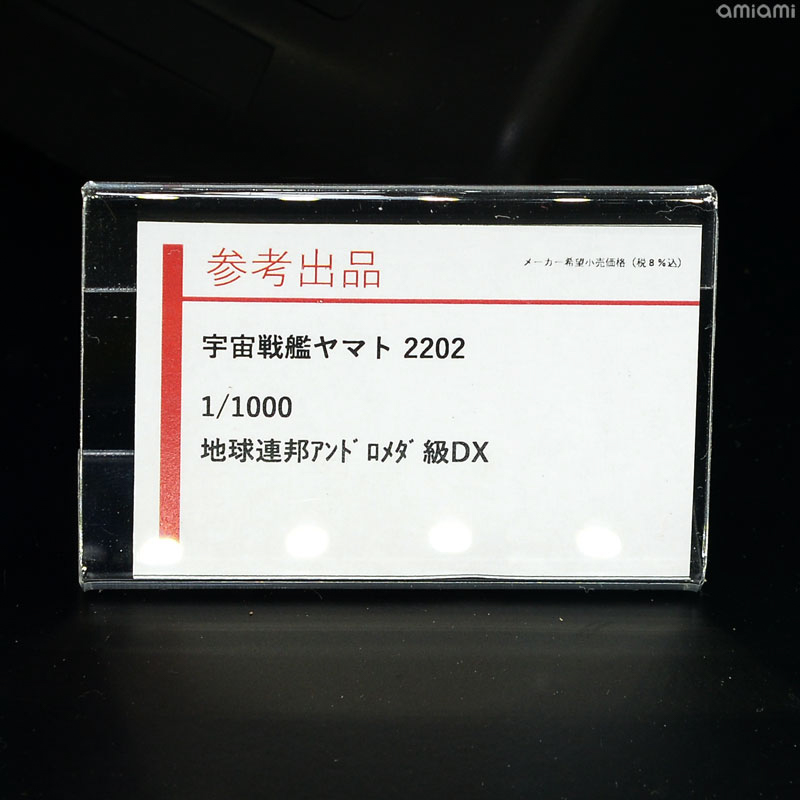 amiami
参考出品
メーカー希望小売価格（税8%込）
宇宙戦艦ヤマト 2202
1/1000
地球連邦ｱﾝﾄﾞﾛﾒﾀﾞ級DX